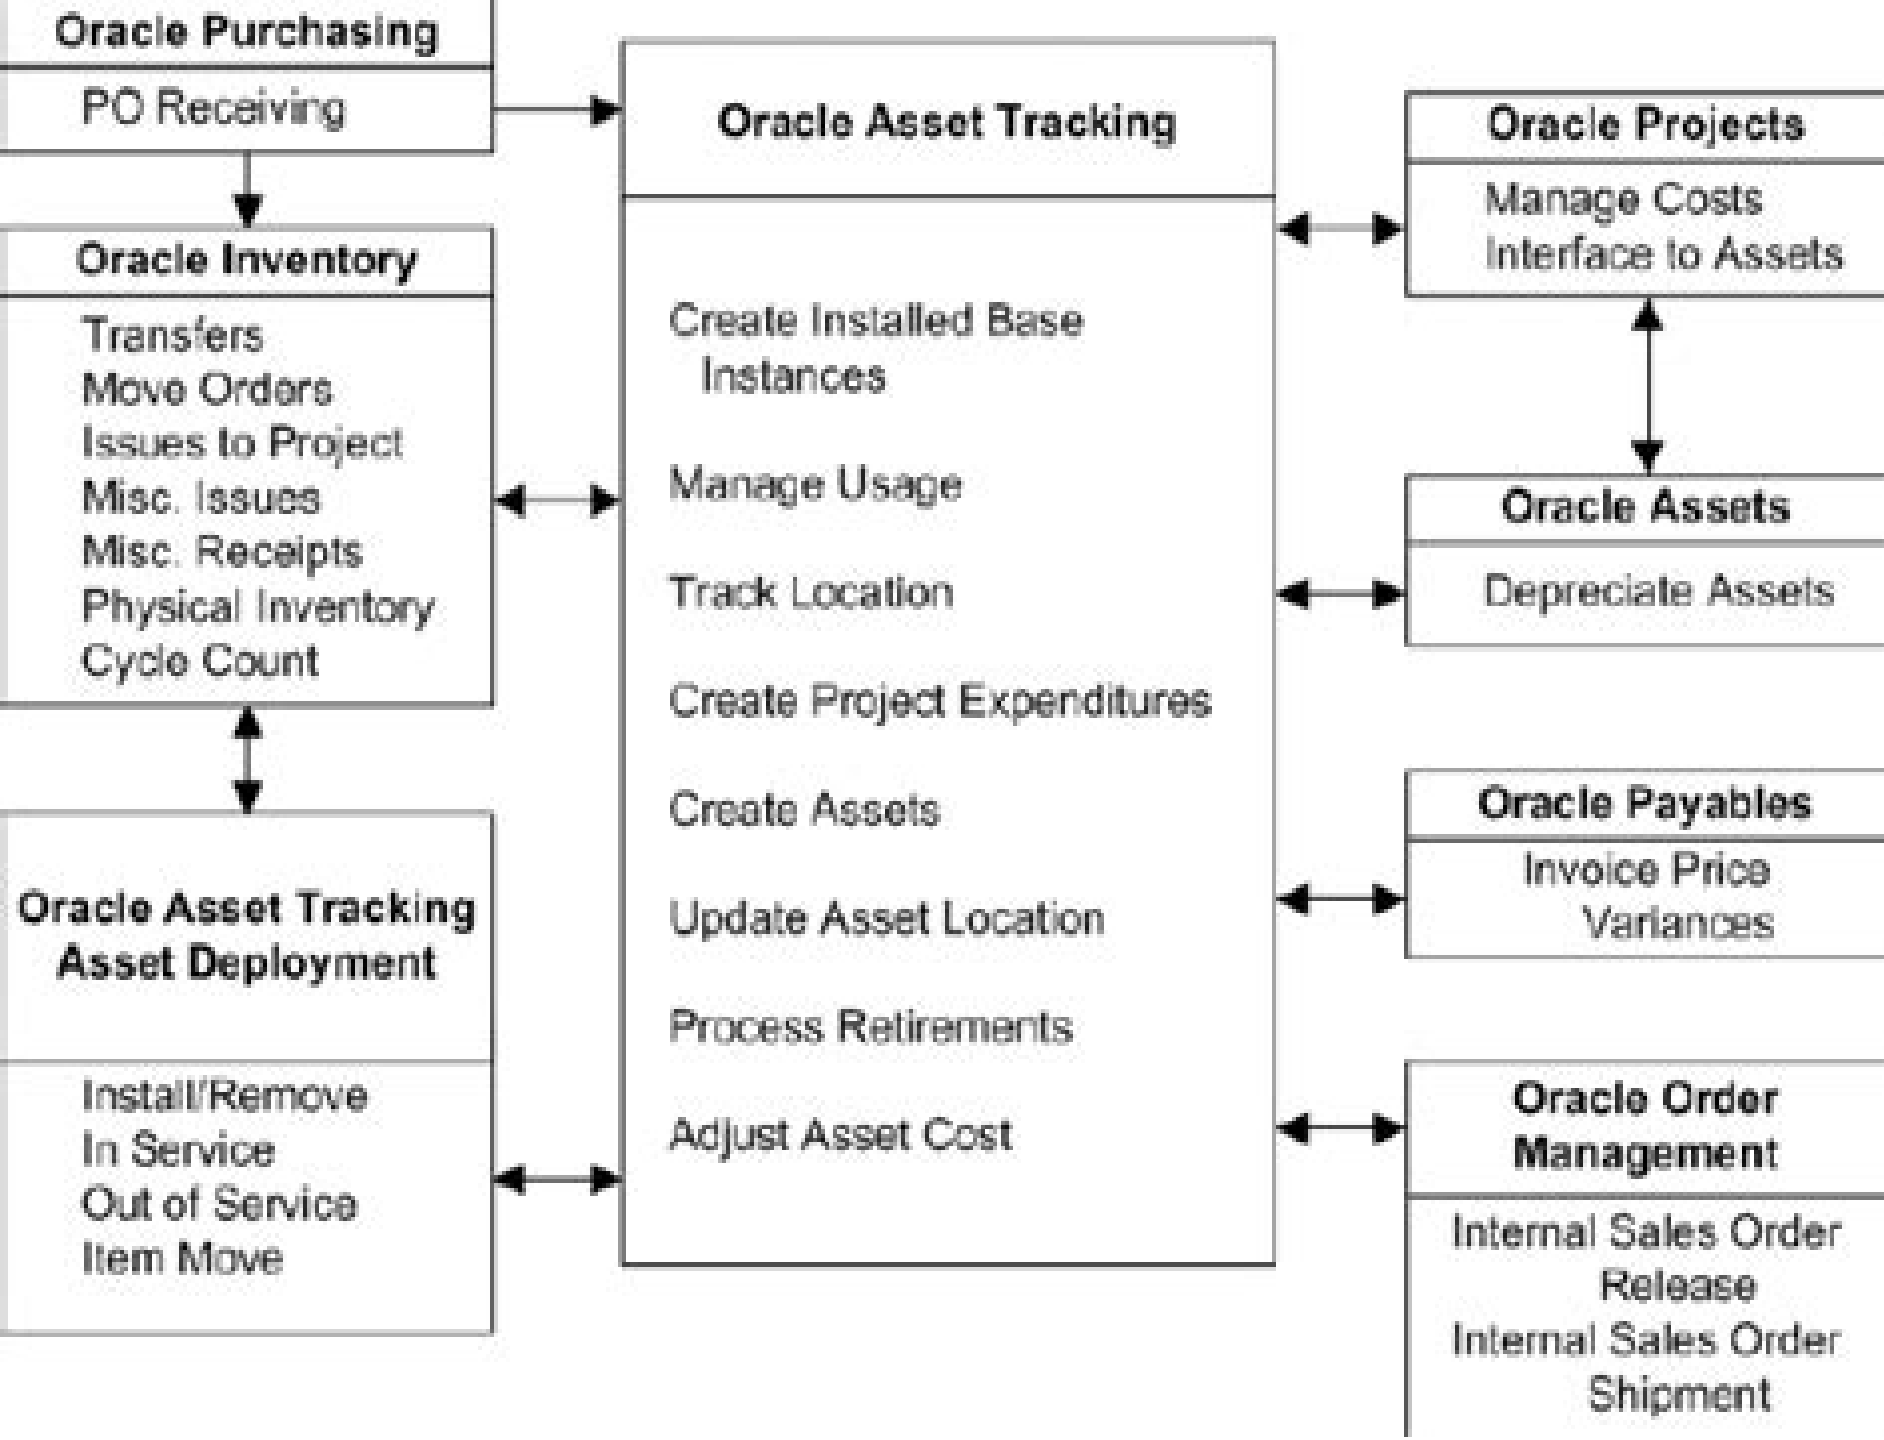 Oracle Purchasing
PO Receiving
Oracle Inventory
Transfers
Move Orders
Issues to Project
Misc. Issues
Misc. Receipts
Physical Inventory
Cycle Count
Oracle Asset Tracking
Asset Deployment
Install/Remove
In Service
Out of Service
Item Move
Oracle Asset Tracking
Create Installed Base
Instances
Manage Usage
Track Location
Create Project Expenditures
Create Assets
Update Asset Location
Process Retirements
Adjust Asset Cost
Oracle Projects
Manage Costs
Interface to Assets
Oracle Assets
Depreciate Assets
Oracle Payables
Invoice Price
Variances
Oracle Order
Management
Internal Sales Order
Release
Internal Sales Order
Shipment